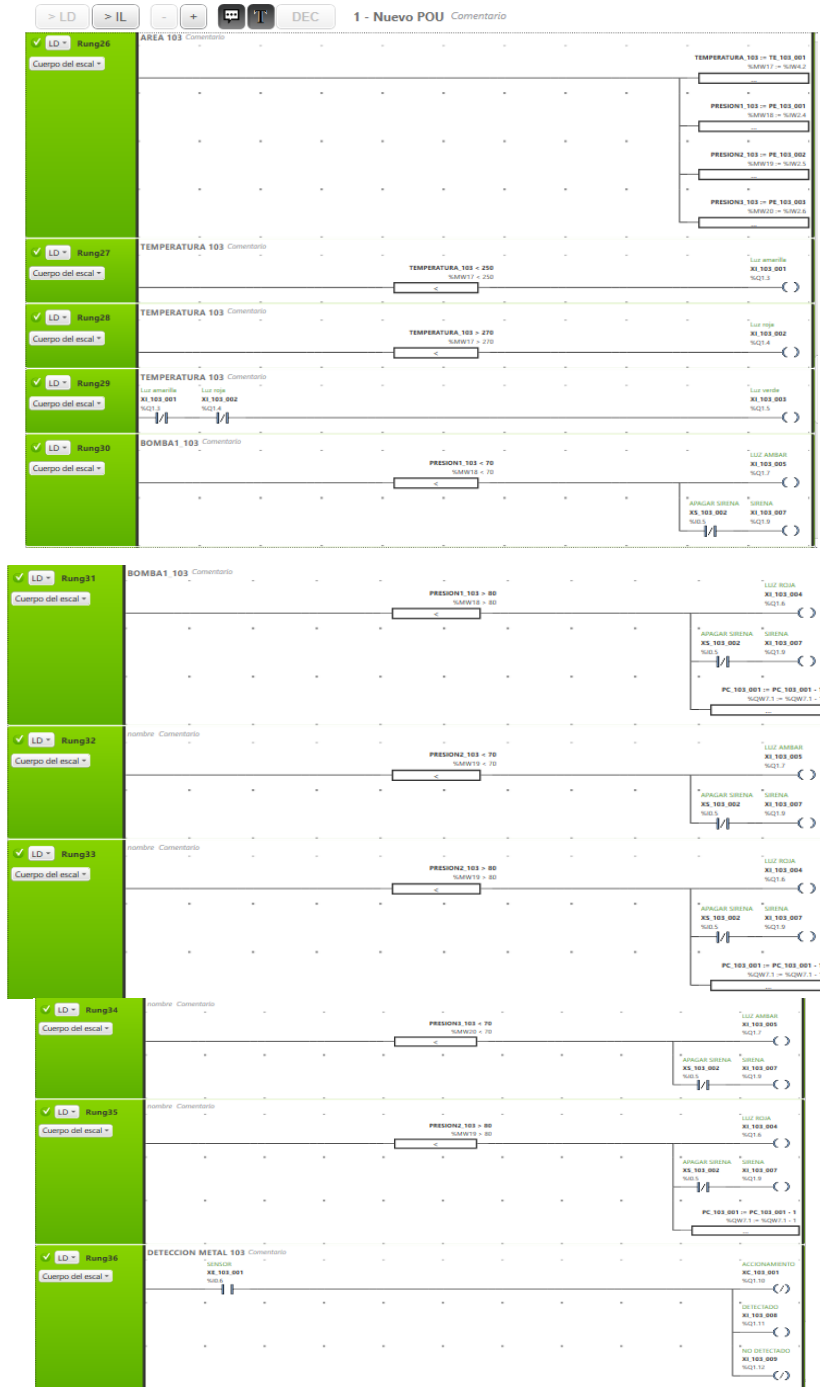 > LD > IL - + T DEC 1 - Nuevo POU Comentario
LD Rung26
Cuerpo del escal
AREA 103 Comentario
TEMPERATURA_103 := TE_103_001
%MW17 := %IW4.2
...
PRESION1_103 := PE_103_001
%MW18 := %IW2.4
...
PRESION2_103 := PE_103_002
%MW19 := %IW2.5
...
PRESION3_103 := PE_103_003
%MW20 := %IW2.6
...
LD Rung27
Cuerpo del escal
TEMPERATURA 103 Comentario
TEMPERATURA_103 < 250
%MW17 < 250
<
Luz amarilla
XI_103_001
%Q1.3
LD Rung28
Cuerpo del escal
TEMPERATURA 103 Comentario
TEMPERATURA_103 > 270
%MW17 > 270
<
Luz roja
XI_103_002
%Q1.4
LD Rung29
Cuerpo del escal
TEMPERATURA 103 Comentario
Luz amarilla Luz roja
XI_103_001 XI_103_002
%Q1.3 %Q1.4
Luz verde
XI_103_003
%Q1.5
LD Rung30
Cuerpo del escal
BOMBA1_103 Comentario
PRESION1_103 < 70
%MW18 < 70
<
LUZ AMBAR
XI_103_005
%Q1.7
APAGAR SIRENA SIRENA
XS_103_002 XI_103_007
%I0.5 %Q1.9
LD Rung31
Cuerpo del escal
BOMBA1_103 Comentario
PRESION1_103 > 80
%MW18 > 80
<
LUZ ROJA
XI_103_004
%Q1.6
APAGAR SIRENA SIRENA
XS_103_002 XI_103_007
%I0.5 %Q1.9
PC_103_001 := PC_103_001 - 1
%QW7.1 := %QW7.1 -
...
LD Rung32
Cuerpo del escal
nombre Comentario
PRESION2_103 < 70
%MW19 < 70
<
LUZ AMBAR
XI_103_005
%Q1.7
APAGAR SIRENA SIRENA
XS_103_002 XI_103_007
%I0.5 %Q1.9
LD Rung33
Cuerpo del escal
nombre Comentario
PRESION2_103 > 80
%MW19 > 80
<
LUZ ROJA
XI_103_004
%Q1.6
APAGAR SIRENA SIRENA
XS_103_002 XI_103_007
%I0.5 %Q1.9
PC_103_001 := PC_103_001 -
%QW7.1 := %QW7.1 -
...
LD Rung34
Cuerpo del escal
nombre Comentario
PRESION3_103 < 70
%MW20 < 70
<
LUZ AMBAR
XI_103_005
%Q1.7
APAGAR SIRENA SIRENA
XS_103_002 XI_103_007
%I0.5 %Q1.9
LD Rung35
Cuerpo del escal
nombre Comentario
PRESION2_103 > 80
%MW19 > 80
<
LUZ ROJA
XI_103_004
%Q1.6
APAGAR SIRENA SIRENA
XS_103_002 XI_103_007
%I0.5 %Q1.9
PC_103_001 := PC_103_001 - 1
%QW7.1 := %QW7.1 - 1
...
LD Rung36
Cuerpo del escal
DETECCION METAL 103 Comentario
SENSOR
XE_103_001
%I0.6
ACCIONAMIENTO
XC_103_001
%Q1.10
DETECTADO
XI_103_008
%Q1.11
NO DETECTADO
XI_103_009
%Q1.12